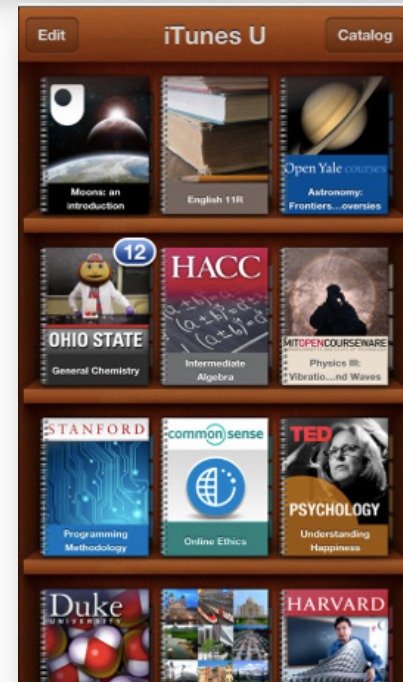 Edit
iTunes U
Catalog
Moons: an
introduction
English 11R
Open Yale courses
Astronomy:
Frontiers...oversies
12
OHIO STATE
General Chemistry
HACC
(a±b)
Intermediate
Algebra
MITOPENCOURSEWARE
Physics III:
Vibratio...nd Waves
STANFORD
Programming
Methodology
common sense
Online Ethics
TED
PSYCHOLOGY
Understanding
Happiness
Duke
UNIVERSITY
HARVARD